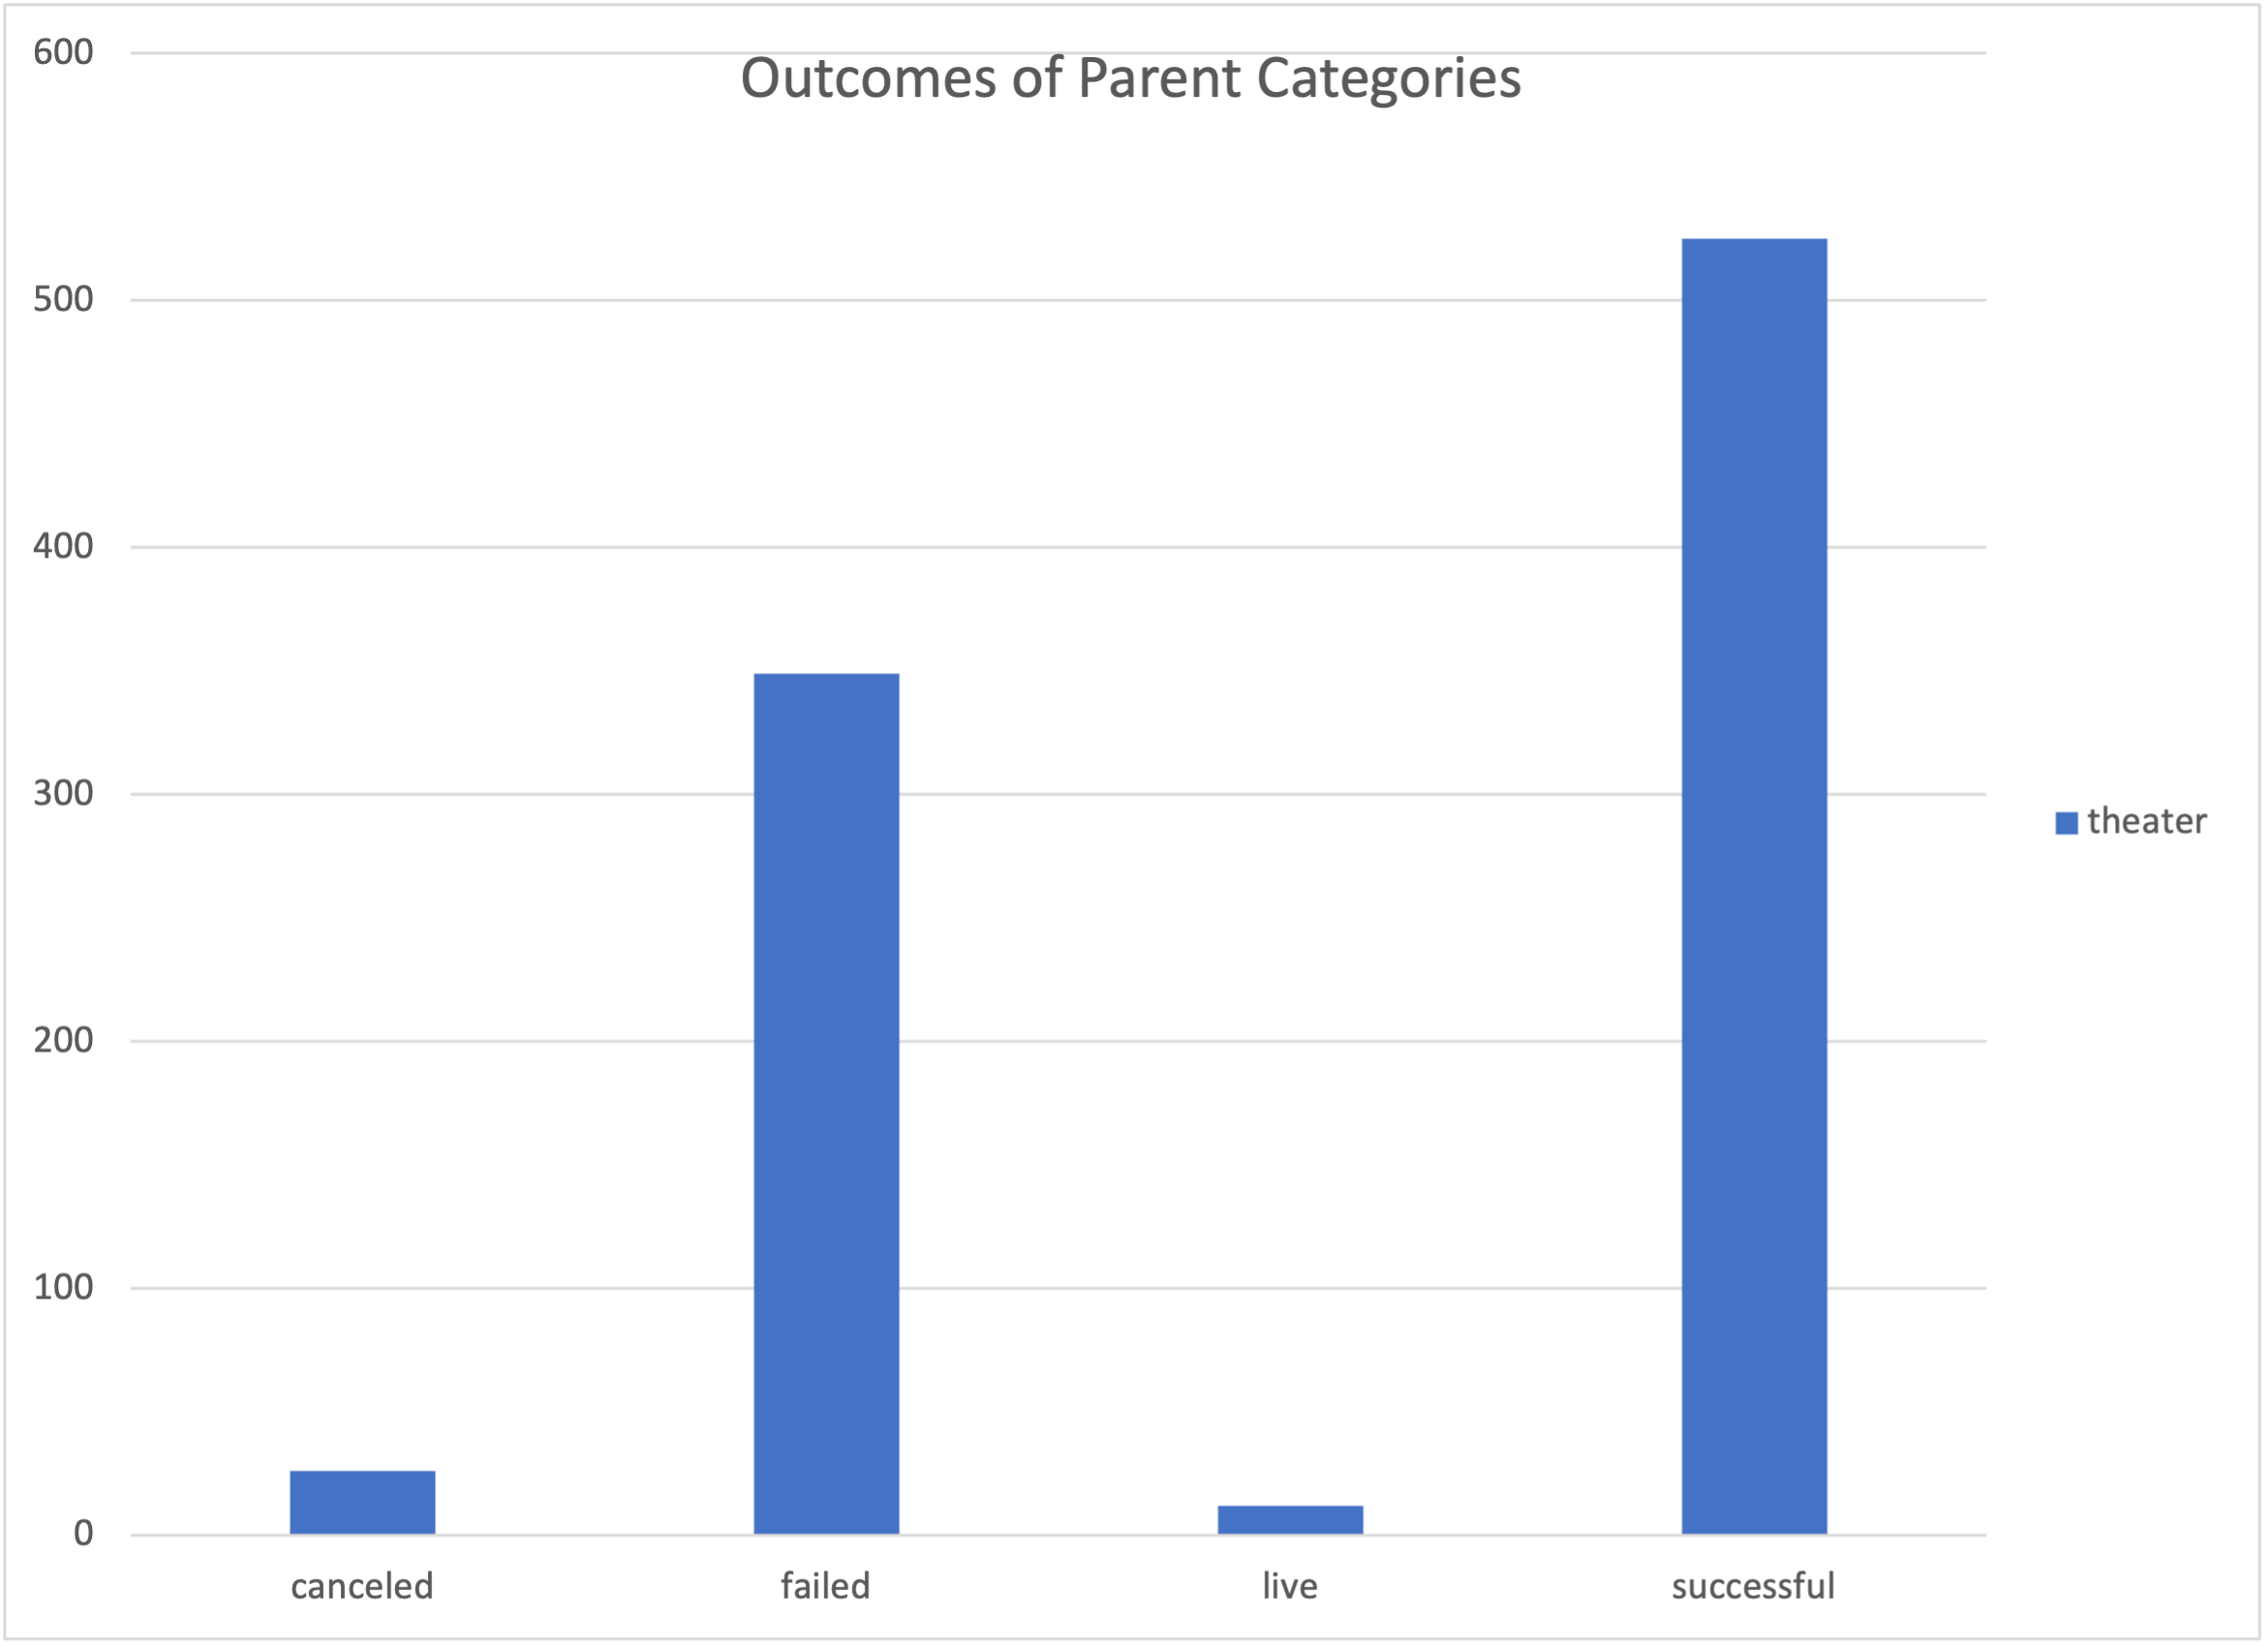 Outcomes of Parent Categories
600
500
400
300
200
100
0
canceled
failed
live
successful
theater